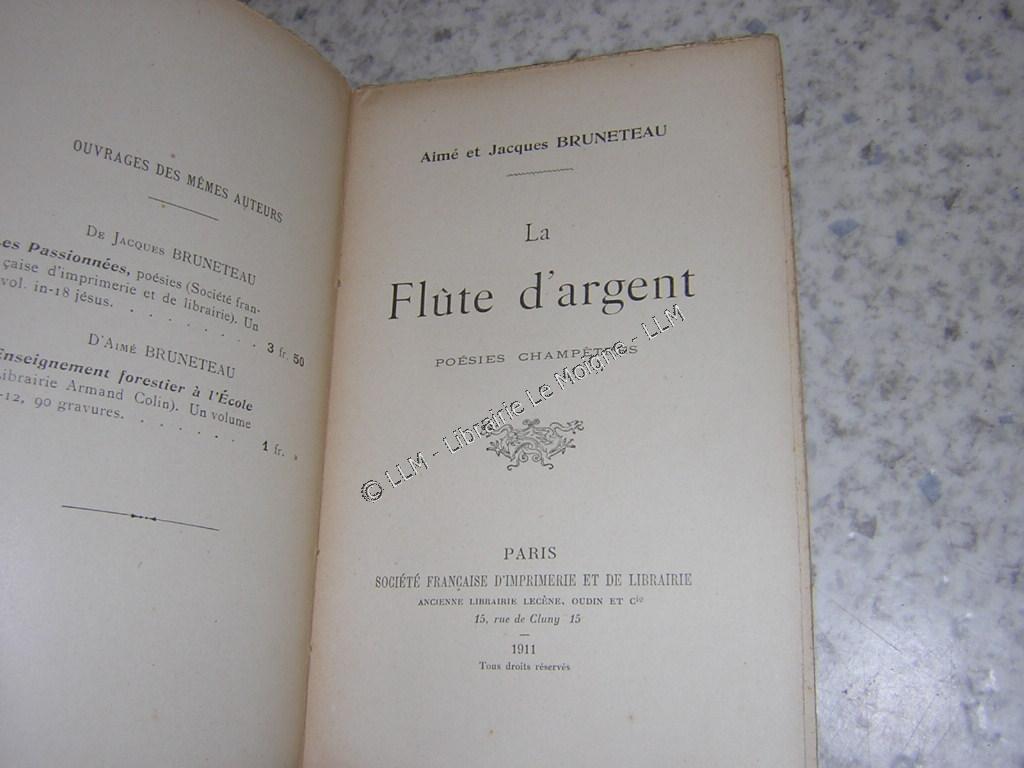 OUVRAGES DES MÊMES AUTEURS
DE JACQUES BRUNETEAU
es Passionnées, poésies (Société fran-
çaise d'imprimerie et de librairie). Un
vol. in-18 jésus. . . . . . . . 3 fr. 50
D'AIMÉ BRUNETEAU
Enseignement forestier à l'École
Librairie Armand Colin). Un volume
-12, 90 gravures. . . . . . . . 1 fr. »
Aimé et Jacques BRUNETEAU
La
Flûte d'argent
POÉSIES CHAMPÊTRES
© LLM - Librairie Le Moigne - LLM
PARIS
SOCIÉTÉ FRANÇAISE D'IMPRIMERIE ET DE LIBRAIRIE
ANCIENNE LIBRAIRIE LECÈNE, OUDIN ET Cie
15, rue de Cluny 15
1911
Tous droits réservés